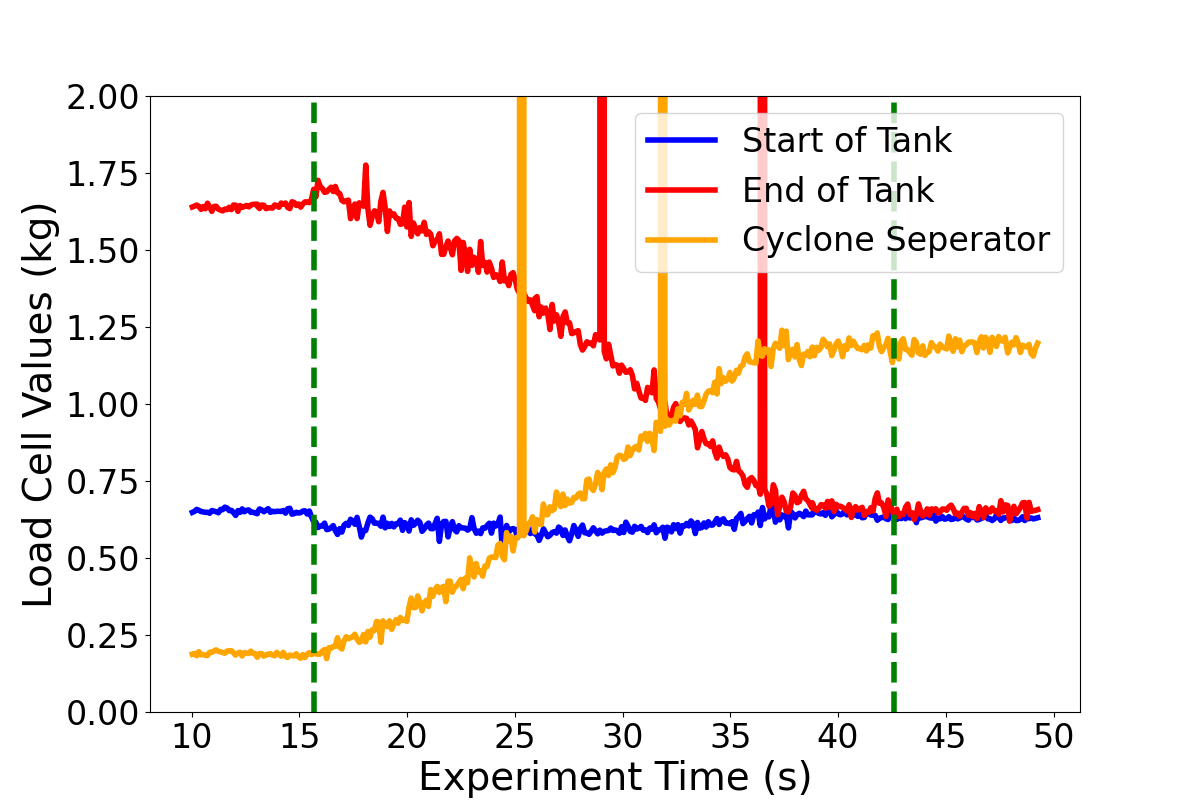 2.00
1.75
1.50
1.25
1.00
0.75
0.50
0.25
0.00
Load Cell Values (kg)
Start of Tank
End of Tank
Cyclone Seperator
10 15 20 25 30 35 40 45 50
Experiment Time (s)